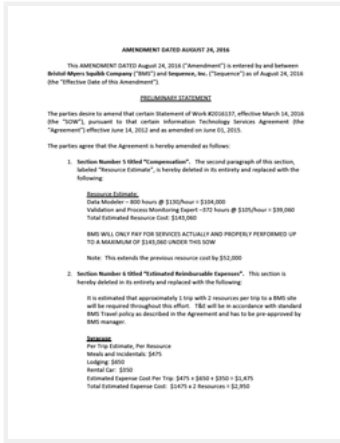 AMENDMENT DATED AUGUST 24, 2016
This AMENDMENT DATED August 24, 2016 ("Amendment") is entered by and between
Bristol-Myers Squibb Company ("BMS") and Sequence, Inc. ("Sequence") as of August 24, 2016
(the "Effective Date of this Amendment").
PRELIMINARY STATEMENT
The parties desire to amend that certain Statement of Work #2016137, effective March 14, 2016
(the "SOW"), pursuant to that certain Information Technology Services Agreement (the
"Agreement") effective June 14, 2012 and as amended on June 01, 2015.
The parties agree that the Agreement is hereby amended as follows:
1. Section Number 5 titled "Compensation". The second paragraph of this section,
labeled "Resource Estimate", is hereby deleted in its entirety and replaced with the
following:
Resource Estimate:
Data Modeler – 800 hours @ $130/hour = $104,000
Validation and Process Monitoring Expert –372 hours @ $105/hour = $39,060
Total Estimated Resource Cost: $143,060
BMS WILL ONLY PAY FOR SERVICES ACTUALLY AND PROPERLY PERFORMED UP
TO A MAXIMUM OF $143,060 UNDER THIS SOW
Note: This extends the previous resource cost by $52,000
2. Section Number 6 titled "Estimated Reimbursable Expenses". This section is
hereby deleted in its entirety and replaced with the following:
It is estimated that approximately 1 trip with 2 resources per trip to a BMS site
will be required throughout this effort. T&E will be in accordance with standard
BMS Travel policy as described in the Agreement and has to be pre-approved by
BMS manager.
Syracuse
Per Trip Estimate, Per Resource
Meals and Incidentals: $475
Lodging: $650
Rental Car: $350
Estimated Expense Cost Per Trip: $475 + $650 + $350 = $1,475
Total Estimated Expense Cost: $1475 x 2 Resources = $2,950